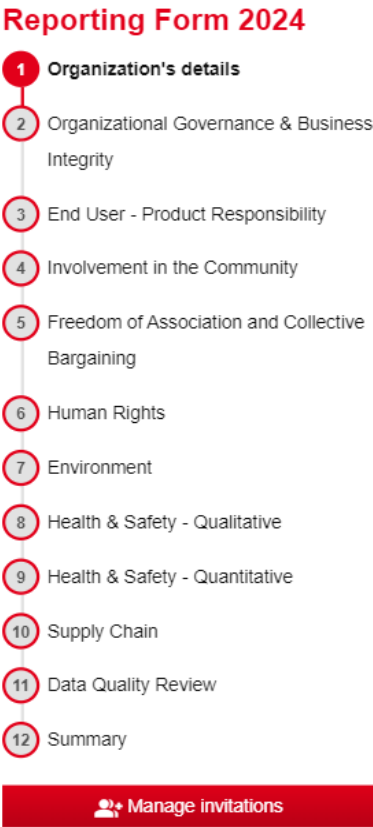 Reporting Form 2024
1 Organization's details
2 Organizational Governance & Business
Integrity
3 End User - Product Responsibility
4 Involvement in the Community
5 Freedom of Association and Collective
Bargaining
6 Human Rights
7 Environment
8 Health & Safety - Qualitative
9 Health & Safety - Quantitative
10 Supply Chain
11 Data Quality Review
12 Summary
Manage invitations